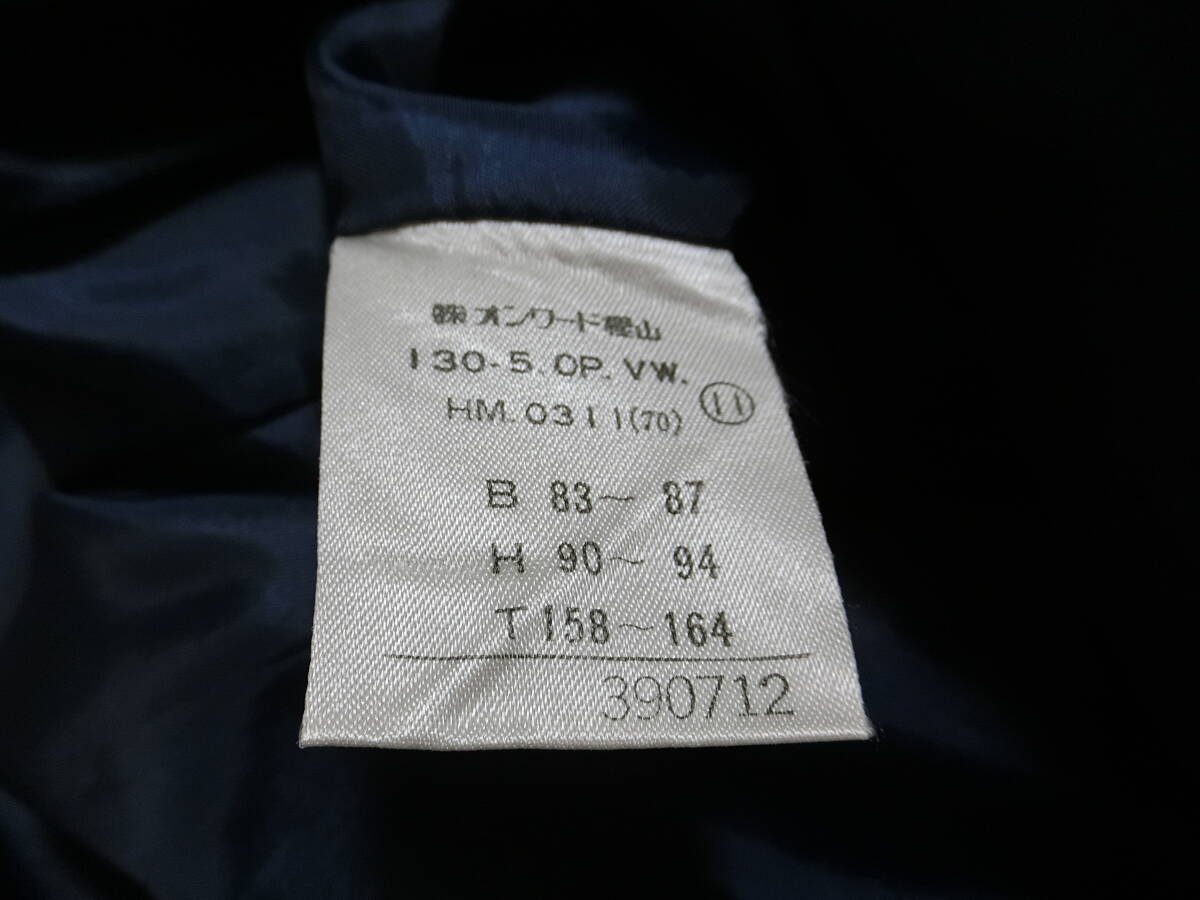 ㈱オンワード樫山
130-5.OP.VW.
HM.0311(70) ⑪
B 83~ 87
H 90~ 94
T 158~164
390712